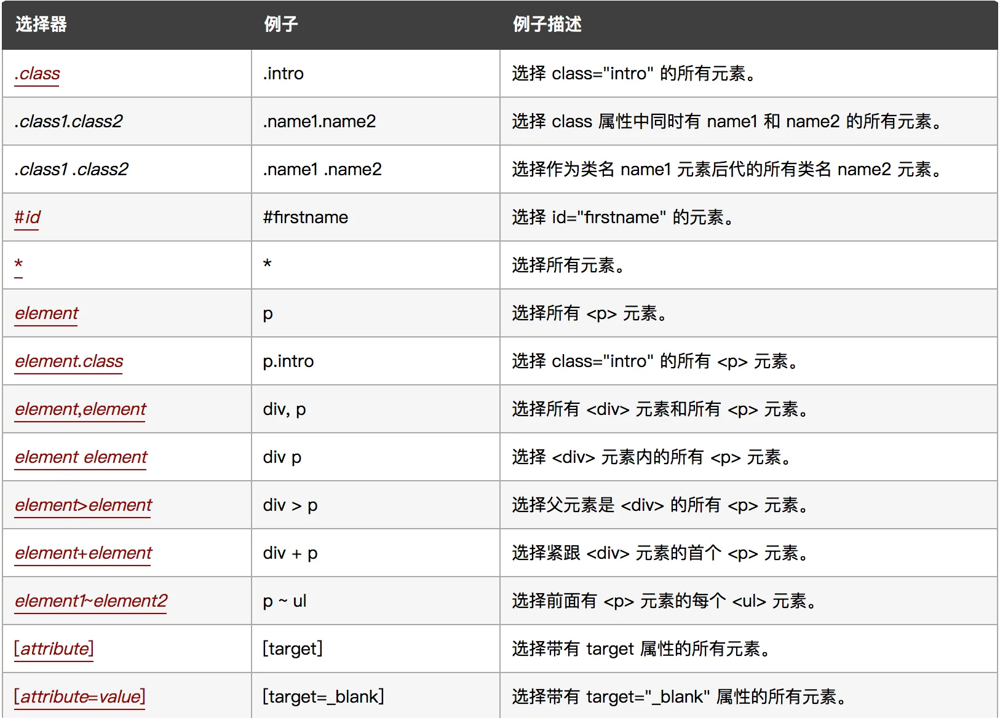 选择器 例子 例子描述
.class .intro 选择 class="intro" 的所有元素。
.class1.class2 .name1.name2 选择 class 属性中同时有 name1 和 name2 的所有元素。
.class1 .class2 .name1 .name2 选择作为类名 name1 元素后代的所有类名 name2 元素。
#id #firstname 选择 id="firstname" 的元素。
* * 选择所有元素。
element p 选择所有 <p> 元素。
element.class p.intro 选择 class="intro" 的所有 <p> 元素。
element,element div, p 选择所有 <div> 元素和所有 <p> 元素。
element element div p 选择 <div> 元素内的所有 <p> 元素。
element>element div > p 选择父元素是 <div> 的所有 <p> 元素。
element+element div + p 选择紧跟 <div> 元素的首个 <p> 元素。
element1~element2 p ~ ul 选择前面有 <p> 元素的每个 <ul> 元素。
[attribute] [target] 选择带有 target 属性的所有元素。
[attribute=value] [target=_blank] 选择带有 target="_blank" 属性的所有元素。